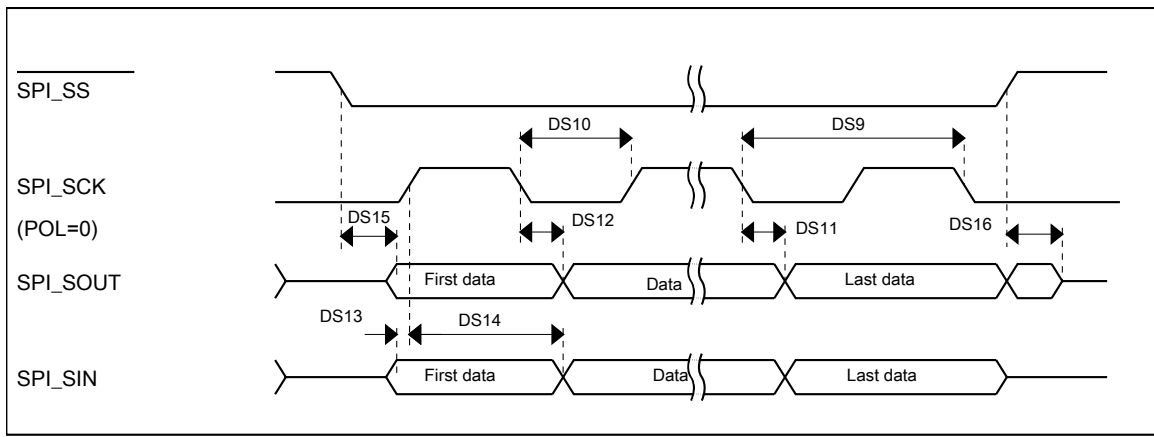 SPI_SS
DS10
DS9
SPI_SCK
(POL=0)
DS15
DS12
DS11
DS16
SPI_SOUT
First data
Data
Last data
DS13
DS14
SPI_SIN
First data
Data
Last data